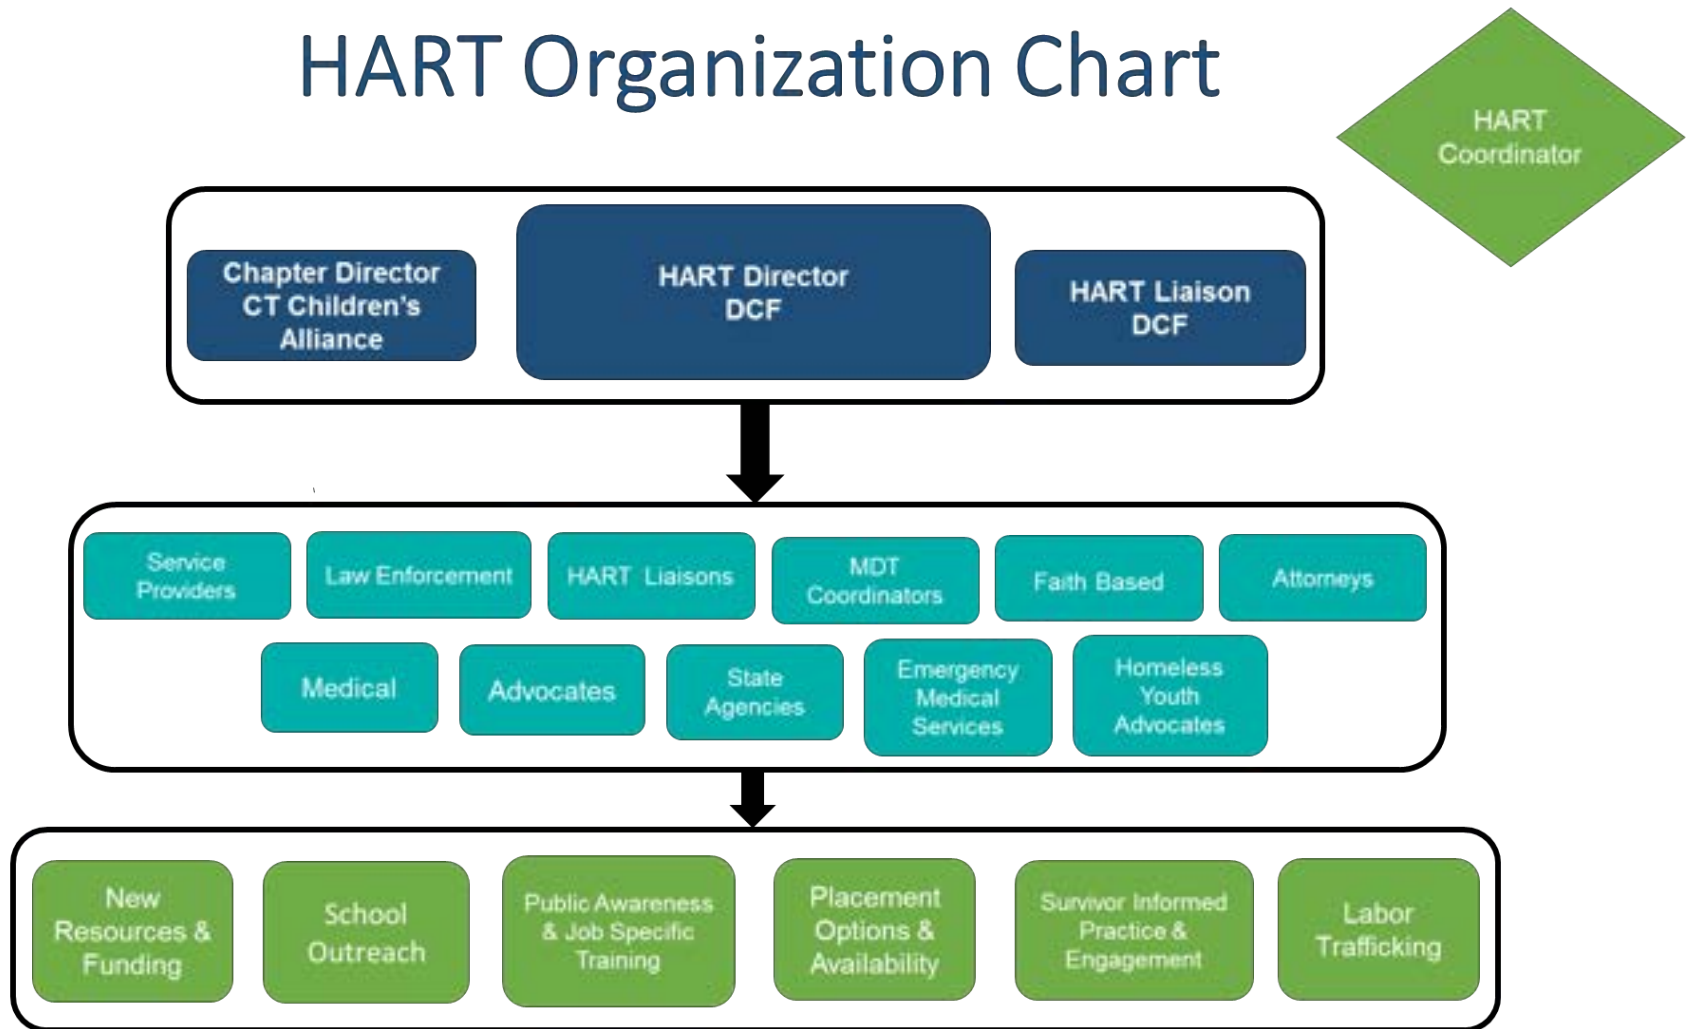 HART Organization Chart
HART
Coordinator
Chapter Director
CT Children's
Alliance
HART Director
DCF
HART Liaison
DCF
Service
Providers
Law Enforcement
HART Liaisons
MDT
Coordinators
Faith Based
Attorneys
Medical
Advocates
State
Agencies
Emergency
Medical
Services
Homeless
Youth
Advocates
New
Resources &
Funding
School
Outreach
Public Awareness
& Job Specific
Training
Placement
Options &
Availability
Survivor Informed
Practice &
Engagement
Labor
Trafficking